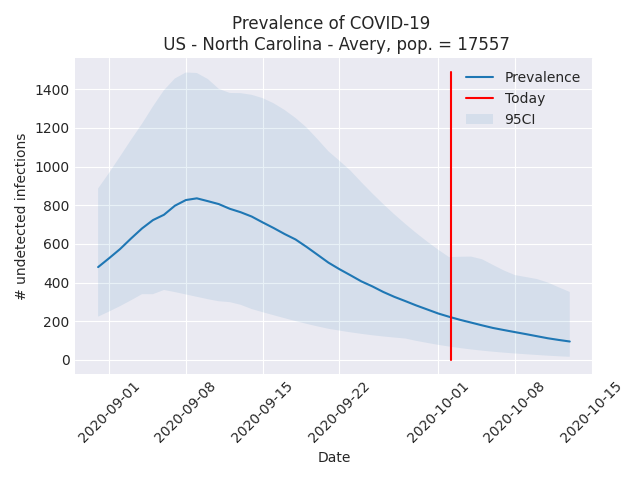 Prevalence of COVID-19
US - North Carolina - Avery, pop. = 17557
Prevalence
Today
95CI
# undetected infections
1400
1200
1000
800
600
400
200
0
2020-09-01
2020-09-08
2020-09-15
2020-09-22
2020-10-01
2020-10-08
2020-10-15
Date